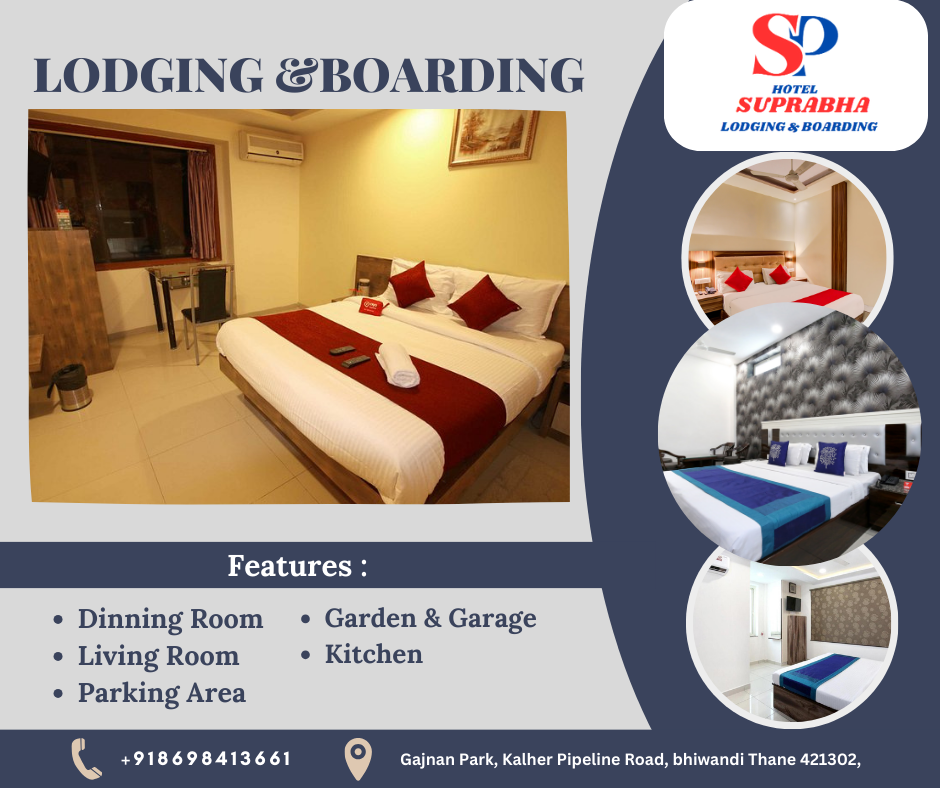 LODGING &BOARDING
SP
HOTEL
SUPRABHA
LODGING & BOARDING
Features :
Dinning Room
Living Room
Parking Area
Garden & Garage
Kitchen
+918698413661
Gajnan Park, Kalher Pipeline Road, bhiwandi Thane 421302,